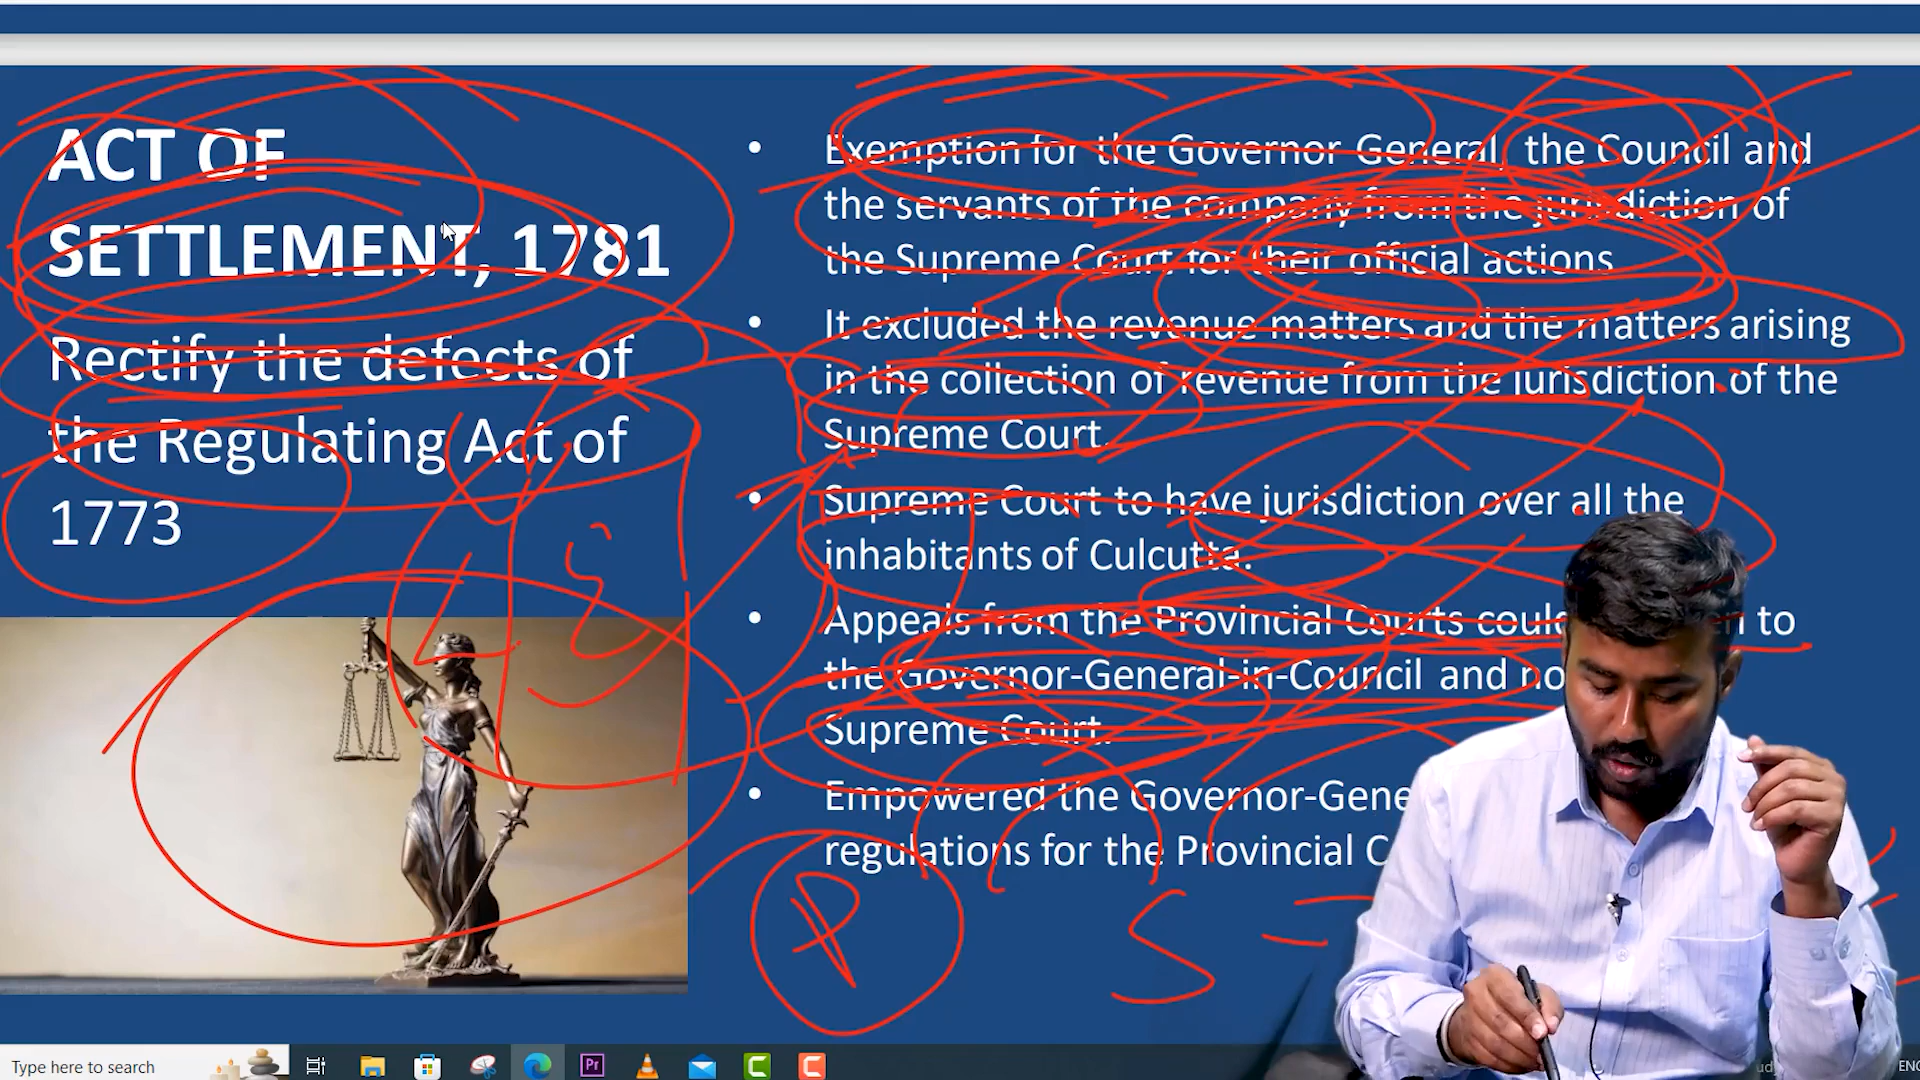 ACT OF
SETTLEMENT, 1781
Rectify the defects of
the Regulating Act of
1773
• Exemption for the Governor General, the Council and
the servants of the company from the jurisdiction of
the Supreme Court for their official actions
• It excluded the revenue matters and the matters arising
in the collection of revenue from the jurisdiction of the
Supreme Court.
• Supreme Court to have jurisdiction over all the
inhabitants of Culcutta.
• Appeals from the Provincial Courts could to
the Governor-General-in-Council and
Supreme Court.
• Empowered the Governor-Gene
regulations for the Provincial C
P
S
Type here to search
Pr
ENG